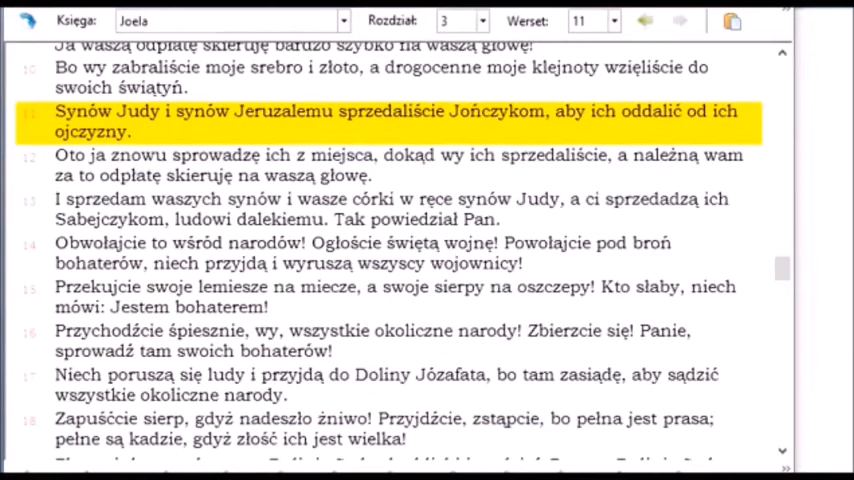 Księga: Joela Rozdział: 3 Werset: 11
Ja waszą odpłatę skieruję bardzo szybko na waszą głowę!
10 Bo wy zabraliście moje srebro i złoto, a drogocenne moje klejnoty wzięliście do
swoich świątyń.
11 Synów Judy i synów Jeruzalemu sprzedaliście Jończykom, aby ich oddalić od ich
ojczyzny.
12 Oto ja znowu sprowadzę ich z miejsca, dokąd wy ich sprzedaliście, a należną wam
za to odpłatę skieruję na waszą głowę.
13 I sprzedam waszych synów i wasze córki w ręce synów Judy, a ci sprzedadzą ich
Sabejczykom, ludowi dalekiemu. Tak powiedział Pan.
14 Obwołajcie to wśród narodów! Ogłoście świętą wojnę! Powołajcie pod broń
bohaterów, niech przyjdą i wyruszą wszyscy wojownicy!
15 Przekujcie swoje lemiesze na miecze, a swoje sierpy na oszczepy! Kto słaby, niech
mówi: Jestem bohaterem!
16 Przychodźcie śpiesznie, wy, wszystkie okoliczne narody! Zbierzcie się! Panie,
sprowadź tam swoich bohaterów!
17 Niech poruszą się ludy i przyjdą do Doliny Józafata, bo tam zasiądę, aby sądzić
wszystkie okoliczne narody.
18 Zapuśćcie sierp, gdyż nadeszło żniwo! Przyjdźcie, zstąpcie, bo pełna jest prasa;
pełne są kadzie, gdyż złość ich jest wielka!